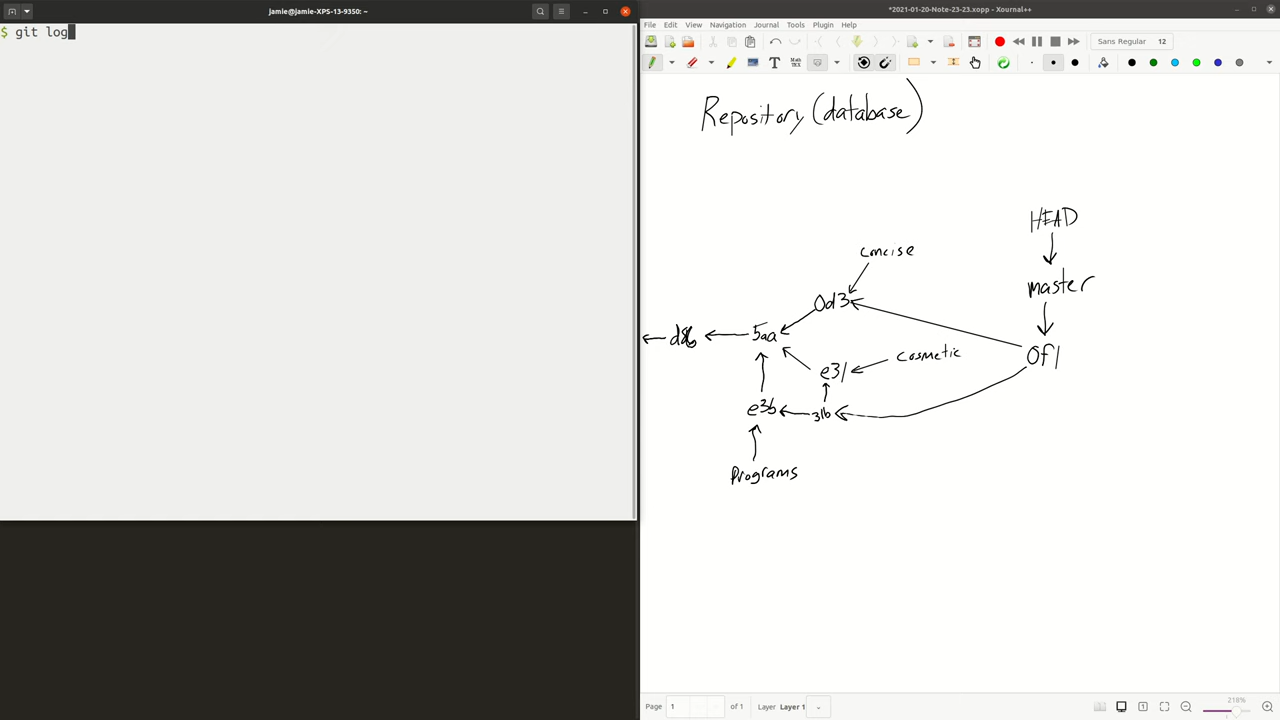 jamie@jamie-XPS-13-9350: ~
$ git log
*2021-01-20-Note-23-23.xopp - Xournal++
File Edit View Navigation Journal Tools Plugin Help
Sans Regular 12
Repository (database)
HEAD
concise
master
0d3
5aa
0f1
cosmetic
e31
e3b
31b
Programs
Page 1 of 1 Layer Layer 1
218%